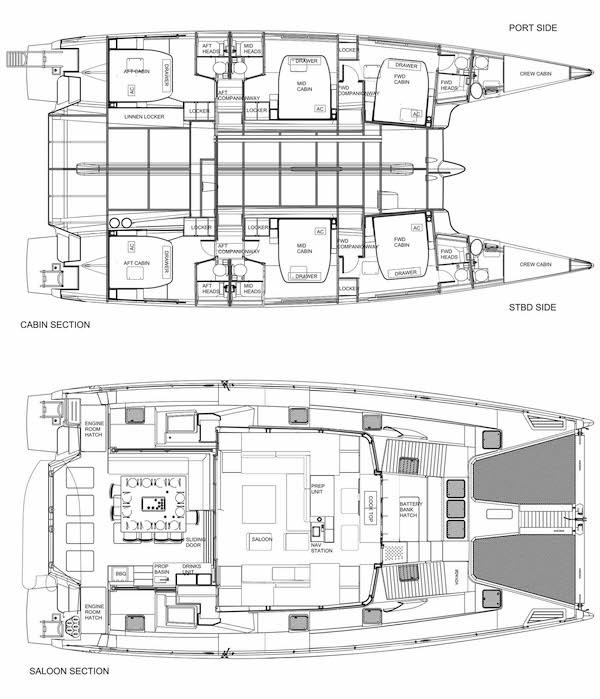 PORT SIDE
AFT HEADS
MID HEADS
LOCKER
DRAWER
CREW CABIN
AFT CABIN
DRAWER
MID CABIN
FWD CABIN
FWD HEADS
AC
AFT COMPANIONWAY
FWD COMPANIONWAY
AC
AC
LINNEN LOCKER
LOCKER
LOCKER
LOCKER
LOCKER
AC
AC
AC
AFT CABIN
DRAWER
AFT COMPANIONWAY
MID CABIN
FWD COMPANIONWAY
FWD CABIN
FWD HEADS
CREW CABIN
DRAWER
DRAWER
AFT HEADS
MID HEADS
LOCKER
STBD SIDE
CABIN SECTION
ENGINE ROOM HATCH
PREP UNIT
COOK TOP
BATTERY BANK HATCH
SLIDING DOOR
SALOON
NAV STATION
BBQ
PROP BASIN
DRINKS UNIT
ENGINE ROOM HATCH
SALOON SECTION